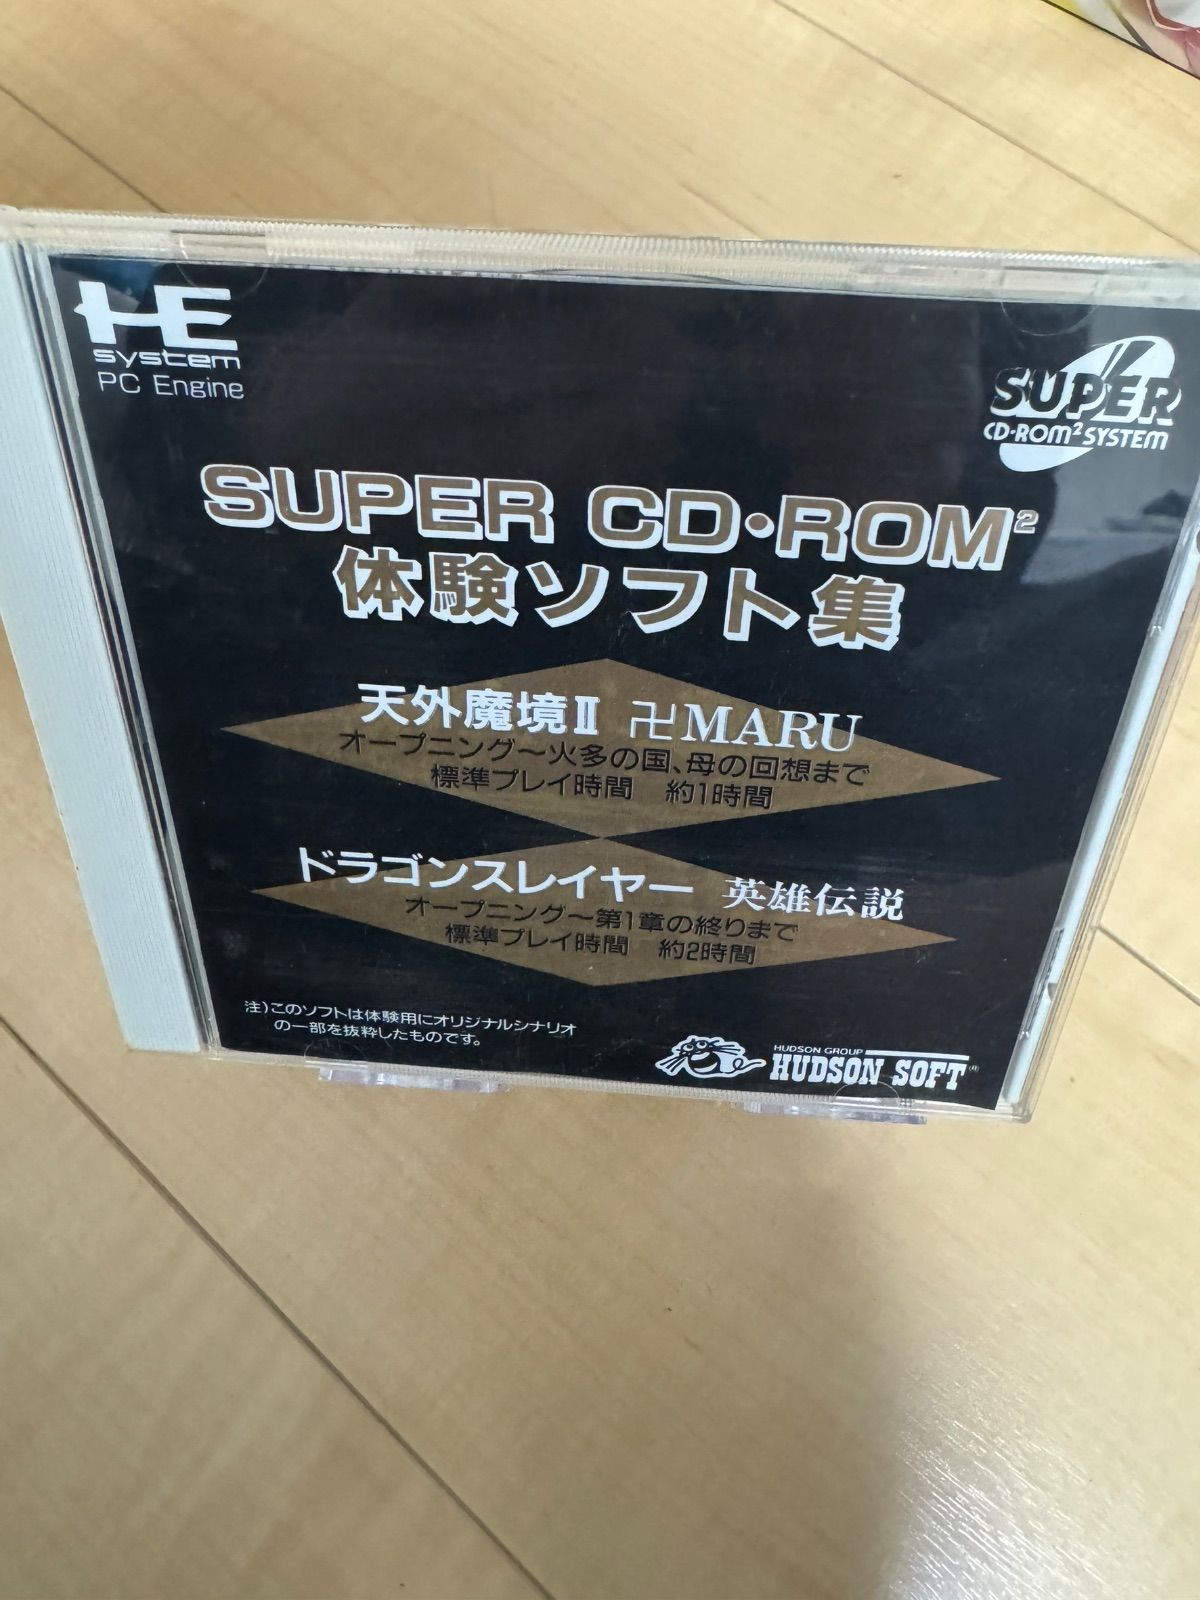 HE
system
PC Engine
SUPER
CD-ROM² SYSTEM
SUPER CD・ROM²
体験ソフト集
天外魔境Ⅱ 卍MARU
オープニング〜火多の国、母の回想まで
標準プレイ時間 約1時間
ドラゴンスレイヤー 英雄伝説
オープニング〜第1章の終りまで
標準プレイ時間 約2時間
注)このソフトは体験用にオリジナルシナリオ
の一部を抜粋したものです。
HUDSON GROUP
HUDSON SOFT®